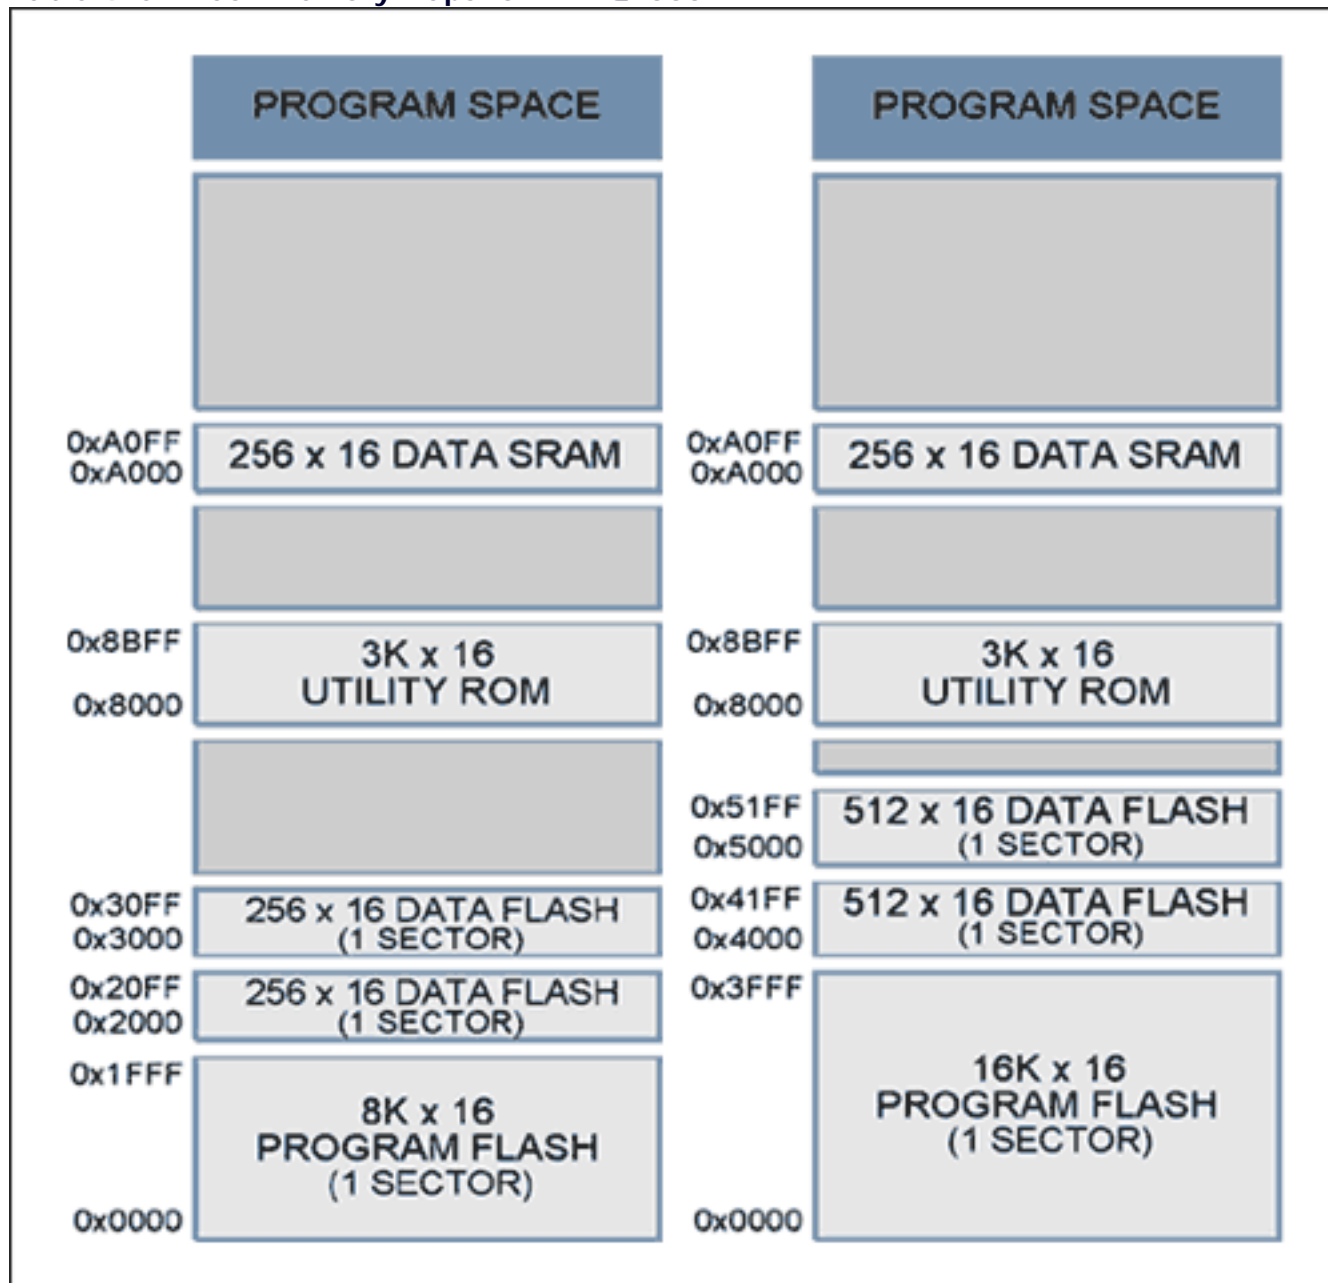 PROGRAM SPACE
0xA0FF
0xA000
256 x 16 DATA SRAM
0x8BFF
0x8000
3K x 16
UTILITY ROM
0x30FF
0x3000
256 x 16 DATA FLASH
(1 SECTOR)
0x20FF
0x2000
256 x 16 DATA FLASH
(1 SECTOR)
0x1FFF
8K x 16
PROGRAM FLASH
(1 SECTOR)
0x0000
PROGRAM SPACE
0xA0FF
0xA000
256 x 16 DATA SRAM
0x8BFF
0x8000
3K x 16
UTILITY ROM
0x51FF
0x5000
512 x 16 DATA FLASH
(1 SECTOR)
0x41FF
0x4000
512 x 16 DATA FLASH
(1 SECTOR)
0x3FFF
16K x 16
PROGRAM FLASH
(1 SECTOR)
0x0000